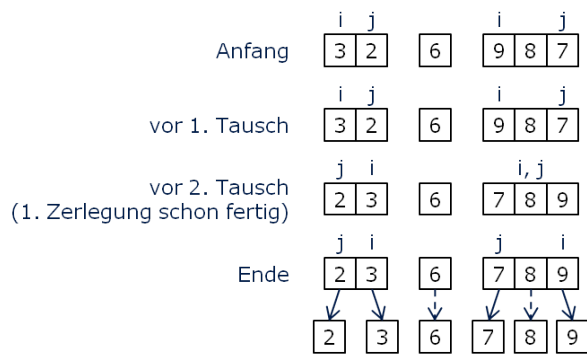 i j i j
Anfang 3 2 6 9 8 7
i j i j
vor 1. Tausch 3 2 6 9 8 7
j i i, j
vor 2. Tausch
(1. Zerlegung schon fertig) 2 3 6 7 8 9
j i j i
Ende 2 3 6 7 8 9
2 3 6 7 8 9